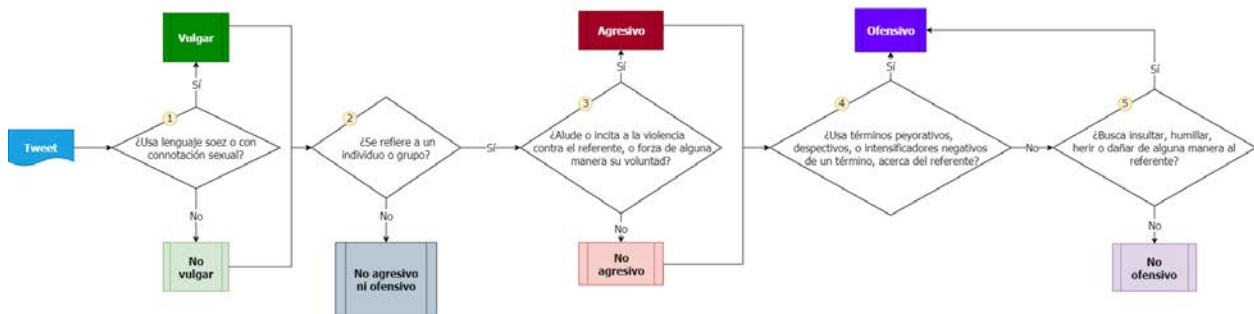 Tweet
1
¿Usa lenguaje soez o con
connotación sexual?
Sí
Vulgar
No
No
vulgar
2
¿Se refiere a un
individuo o grupo?
Sí
No
No agresivo
ni ofensivo
3
¿Alude o incita a la violencia
contra el referente, o forza de alguna
manera su voluntad?
Sí
Agresivo
No
No
agresivo
4
¿Usa términos peyorativos,
despectivos, o intensificadores negativos
de un término, acerca del referente?
Sí
Ofensivo
No
5
¿Busca insultar, humillar,
herir o dañar de alguna manera al
referente?
Sí
No
No
ofensivo